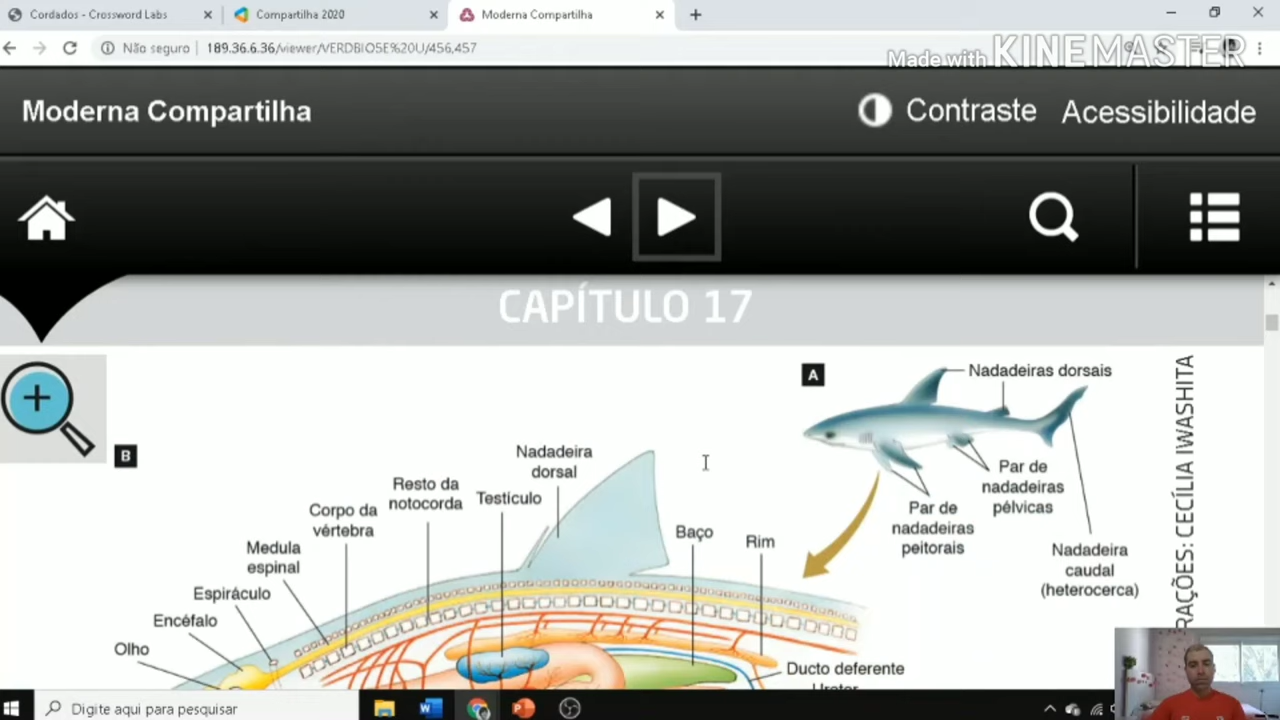 Cordados - Crossword Labs
Compartilha 2020
Moderna Compartilha
Não seguro
189.36.6.36/viewer/VERDBIO5E%20U/456,457
Made with KINEMASTER
Moderna Compartilha
Contraste
Acessibilidade
CAPÍTULO 17
A
Nadadeiras dorsais
Par de
nadadeiras
pélvicas
Par de
nadadeiras
peitorais
Nadadeira
caudal
(heterocerca)
RAÇÕES: CECÍLIA IWASHITA
B
Nadadeira
dorsal
Resto da
notocorda
Testículo
Corpo da
vértebra
Baço
Rim
Medula
espinal
Espiráculo
Encéfalo
Olho
Ducto deferente
Ureter
Digite aqui para pesquisar